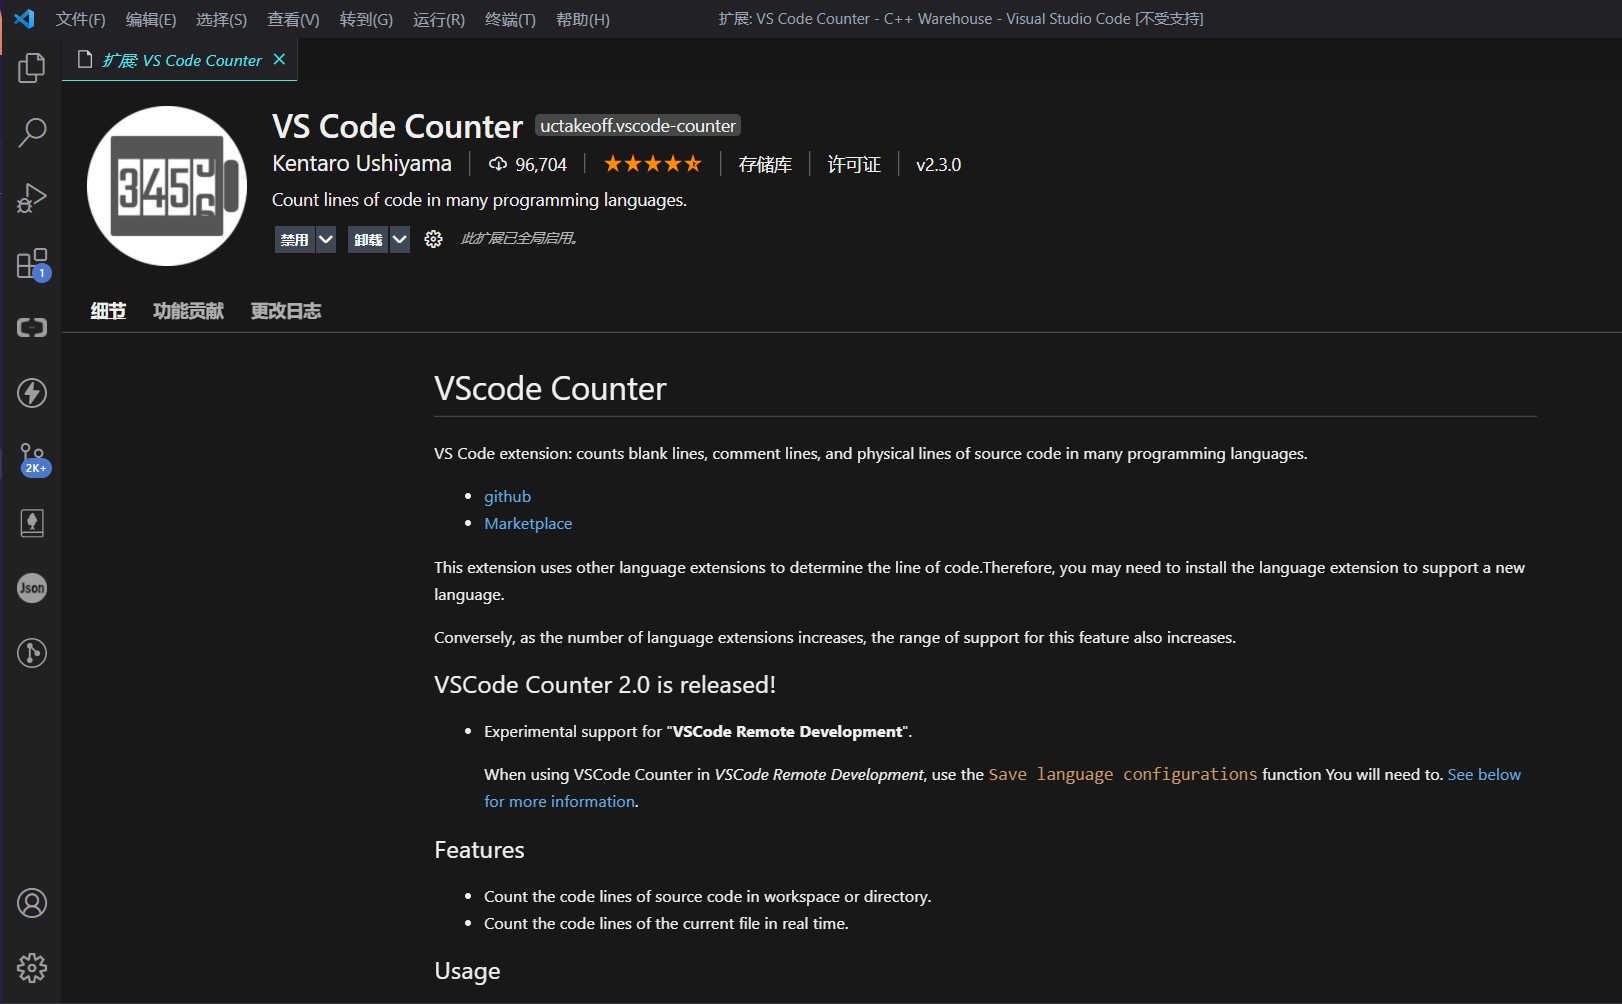 文件(F) 编辑(E) 选择(S) 查看(V) 转到(G) 运行(R) 终端(T) 帮助(H) 扩展: VS Code Counter - C++ Warehouse - Visual Studio Code [不受支持]
扩展: VS Code Counter
345
VS Code Counter uctakeoff.vscode-counter
Kentaro Ushiyama 96,704 存储库 许可证 v2.3.0
Count lines of code in many programming languages.
禁用 卸载 此扩展已全局启用。
1
细节 功能贡献 更改日志
VScode Counter
VS Code extension: counts blank lines, comment lines, and physical lines of source code in many programming languages.
2K+
github
Marketplace
This extension uses other language extensions to determine the line of code.Therefore, you may need to install the language extension to support a new
language.
Json
Conversely, as the number of language extensions increases, the range of support for this feature also increases.
VSCode Counter 2.0 is released!
Experimental support for "VSCode Remote Development".
When using VSCode Counter in VSCode Remote Development, use the Save language configurations function You will need to. See below
for more information.
Features
Count the code lines of source code in workspace or directory.
Count the code lines of the current file in real time.
Usage